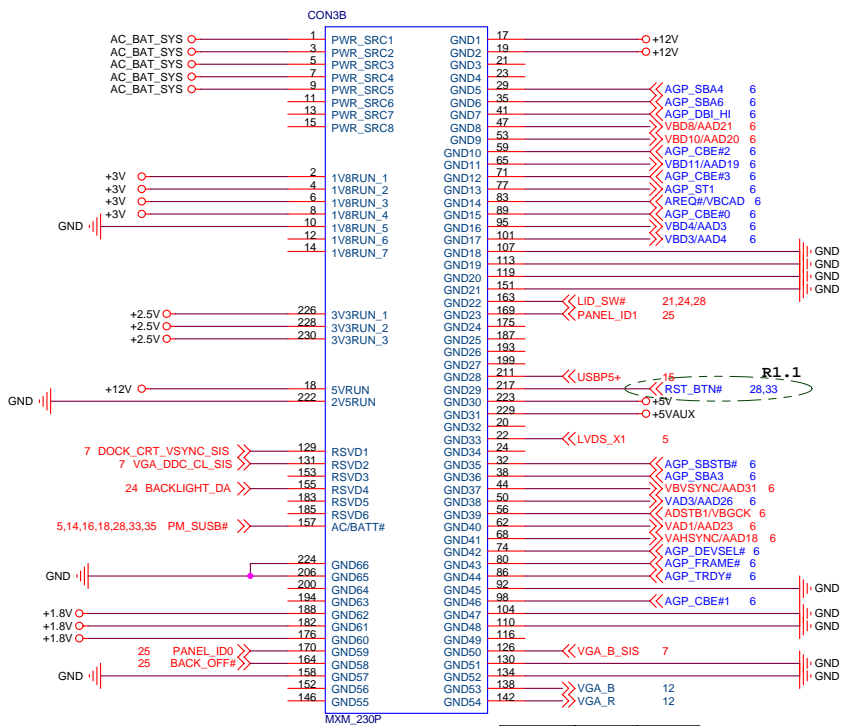 CON3B
AC_BAT_SYS 1 PWR_SRC1 GND1 17 +12V
AC_BAT_SYS 3 PWR_SRC2 GND2 19 +12V
AC_BAT_SYS 5 PWR_SRC3 GND3 21
AC_BAT_SYS 7 PWR_SRC4 GND4 23
AC_BAT_SYS 9 PWR_SRC5 GND5 29 AGP_SBA4 6
11 PWR_SRC6 GND6 35 AGP_SBA6 6
13 PWR_SRC7 GND7 41 AGP_DBI_HI 6
15 PWR_SRC8 GND8 47 VBD8/AAD21 6
GND9 53 VBD10/AAD20 6
GND10 59 AGP_CBE#2 6
GND11 65 VBD11/AAD19 6
+3V 2 1V8RUN_1 GND12 71 AGP_CBE#3 6
+3V 4 1V8RUN_2 GND13 77 AGP_ST1 6
+3V 6 1V8RUN_3 GND14 83 AREQ#/VBCAD 6
+3V 8 1V8RUN_4 GND15 89 AGP_CBE#0 6
GND 10 1V8RUN_5 GND16 95 VBD4/AAD3 6
12 1V8RUN_6 GND17 101 VBD3/AAD4 6
14 1V8RUN_7 GND18 107 GND
GND19 113 GND
GND20 119 GND
GND21 151 GND
GND22 163 LID_SW# 21,24,28
+2.5V 226 3V3RUN_1 GND23 169 PANEL_ID1 25
+2.5V 228 3V3RUN_2 GND24 175
+2.5V 230 3V3RUN_3 GND25 187
GND26 193
GND27 199
GND28 211 USBP5+ 15
R1.1
+12V 18 5VRUN GND29 217 RST_BTN# 28,33
GND 222 2V5RUN GND30 223 +5V
GND31 229 +5VAUX
GND32 20
GND33 22 LVDS_X1 5
7 DOCK_CRT_VSYNC_SIS 129 RSVD1 GND34 24
7 VGA_DDC_CL_SIS 131 RSVD2 GND35 32 AGP_SBSTB# 6
153 RSVD3 GND36 38 AGP_SBA3 6
24 BACKLIGHT_DA 155 RSVD4 GND37 44 VBVSYNC/AAD31 6
183 RSVD5 GND38 50 VAD3/AAD26 6
185 RSVD6 GND39 56 ADSTB1/VBGCK 6
5,14,16,18,28,33,35 PM_SUSB# 157 AC/BATT# GND40 62 VAD1/AAD23 6
GND41 68 VAHSYNC/AAD18 6
GND42 74 AGP_DEVSEL# 6
224 GND66 GND43 80 AGP_FRAME# 6
GND 206 GND65 GND44 86 AGP_TRDY# 6
200 GND64 GND45 92 GND
194 GND63 GND46 98 AGP_CBE#1 6
+1.8V 188 GND62 GND47 104 GND
+1.8V 182 GND61 GND48 110 GND
+1.8V 176 GND60 GND49 116
25 PANEL_ID0 170 GND59 GND50 126 VGA_B_SIS 7
25 BACK_OFF# 164 GND58 GND51 130 GND
GND 158 GND57 GND52 134 GND
152 GND56 GND53 138 VGA_B 12
146 GND55 GND54 142 VGA_R 12
MXM_230P